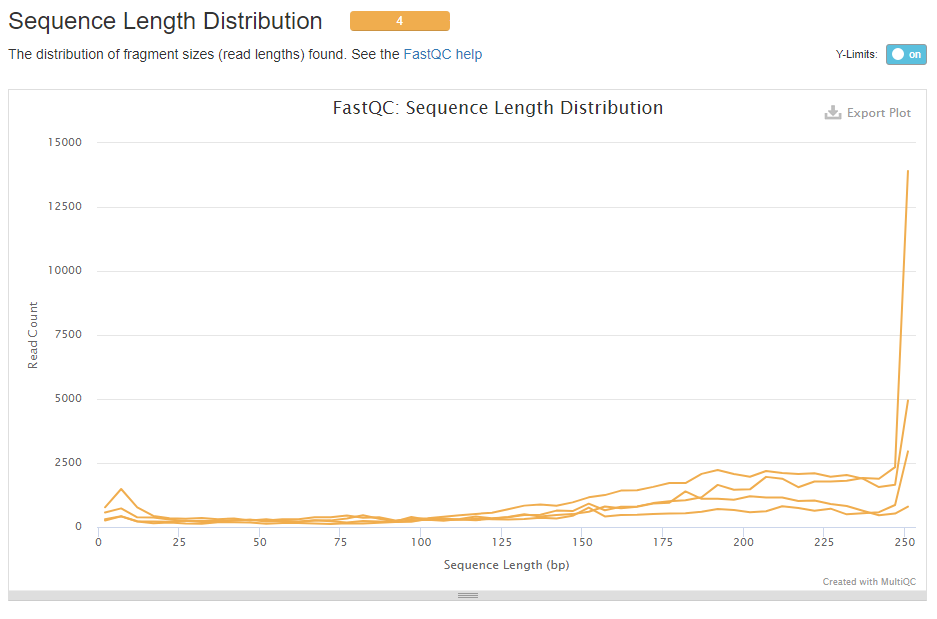 Sequence Length Distribution 4
The distribution of fragment sizes (read lengths) found. See the FastQC help
Y-Limits: on
FastQC: Sequence Length Distribution
Export Plot
15000
12500
10000
7500
5000
2500
0
Read Count
0 25 50 75 100 125 150 175 200 225 250
Sequence Length (bp)
Created with MultiQC